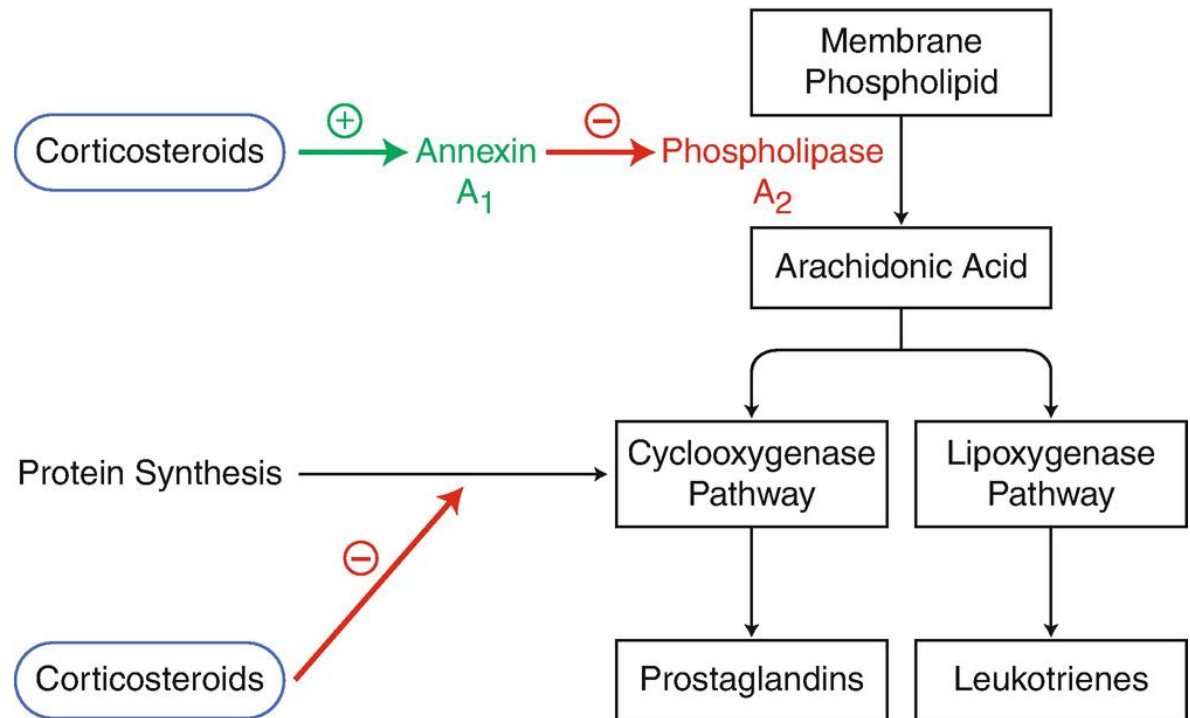 Membrane
Phospholipid
Corticosteroids
+
Annexin
A1
−
Phospholipase
A2
Arachidonic Acid
Protein Synthesis
Cyclooxygenase
Pathway
Lipoxygenase
Pathway
−
Corticosteroids
Prostaglandins
Leukotrienes